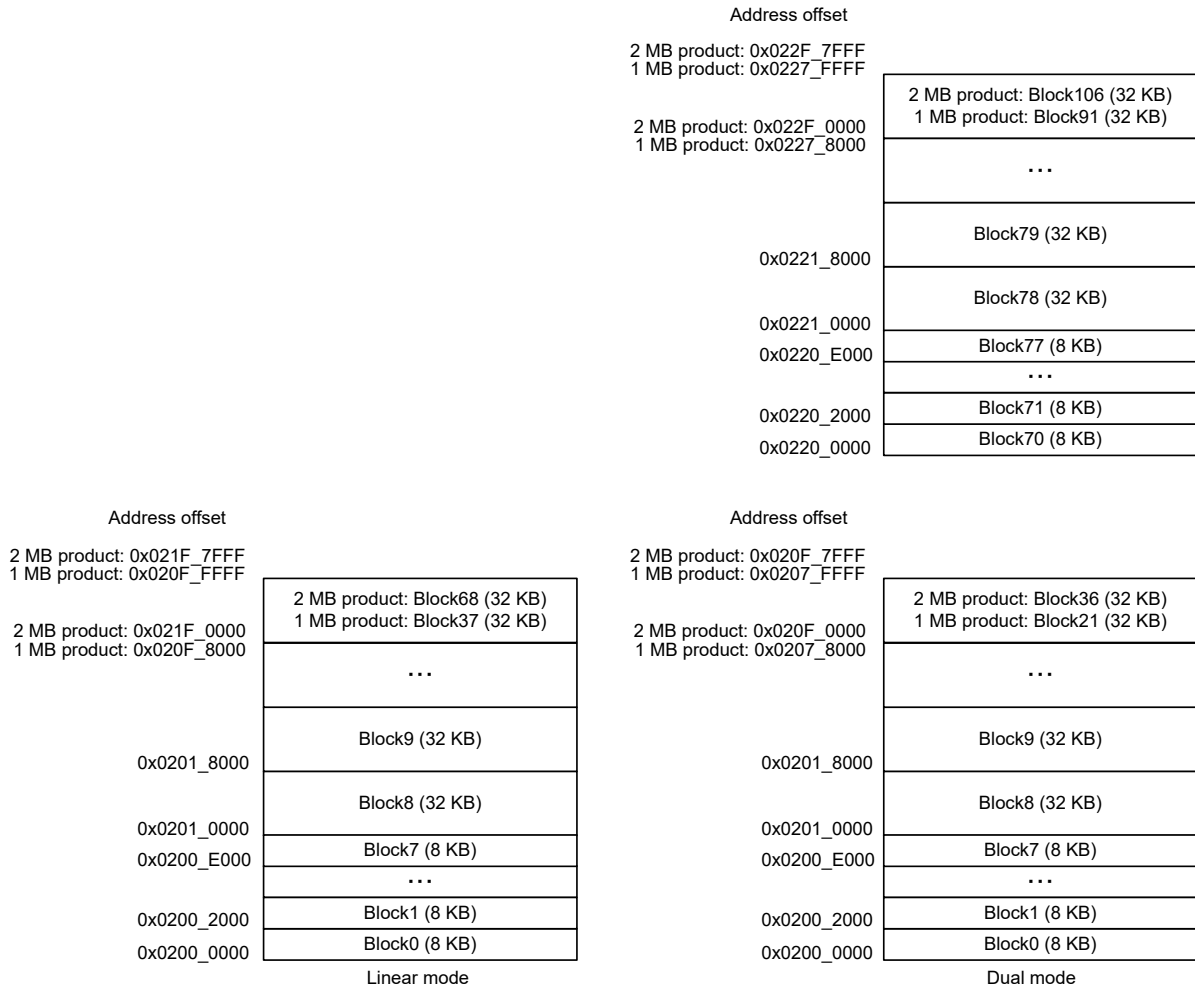 Address offset
2 MB product: 0x022F_7FFF
1 MB product: 0x0227_FFFF
2 MB product: Block106 (32 KB)
1 MB product: Block91 (32 KB)
2 MB product: 0x022F_0000
1 MB product: 0x0227_8000
...
Block79 (32 KB)
0x0221_8000
Block78 (32 KB)
0x0221_0000
Block77 (8 KB)
0x0220_E000
...
Block71 (8 KB)
0x0220_2000
Block70 (8 KB)
0x0220_0000
Address offset
2 MB product: 0x021F_7FFF
1 MB product: 0x020F_FFFF
2 MB product: Block68 (32 KB)
1 MB product: Block37 (32 KB)
2 MB product: 0x021F_0000
1 MB product: 0x020F_8000
...
Block9 (32 KB)
0x0201_8000
Block8 (32 KB)
0x0201_0000
Block7 (8 KB)
0x0200_E000
...
Block1 (8 KB)
0x0200_2000
Block0 (8 KB)
0x0200_0000
Linear mode
Address offset
2 MB product: 0x020F_7FFF
1 MB product: 0x0207_FFFF
2 MB product: Block36 (32 KB)
1 MB product: Block21 (32 KB)
2 MB product: 0x020F_0000
1 MB product: 0x0207_8000
...
Block9 (32 KB)
0x0201_8000
Block8 (32 KB)
0x0201_0000
Block7 (8 KB)
0x0200_E000
...
Block1 (8 KB)
0x0200_2000
Block0 (8 KB)
0x0200_0000
Dual mode